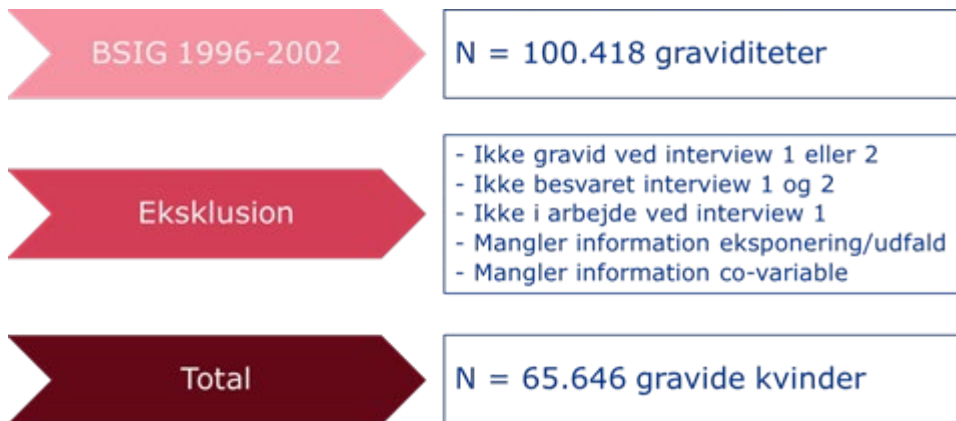 BSIG 1996-2002
N = 100.418 graviditeter
Eksklusion
- Ikke gravid ved interview 1 eller 2
- Ikke besvaret interview 1 og 2
- Ikke i arbejde ved interview 1
- Mangler information eksponering/udfald
- Mangler information co-variable
Total
N = 65.646 gravide kvinder